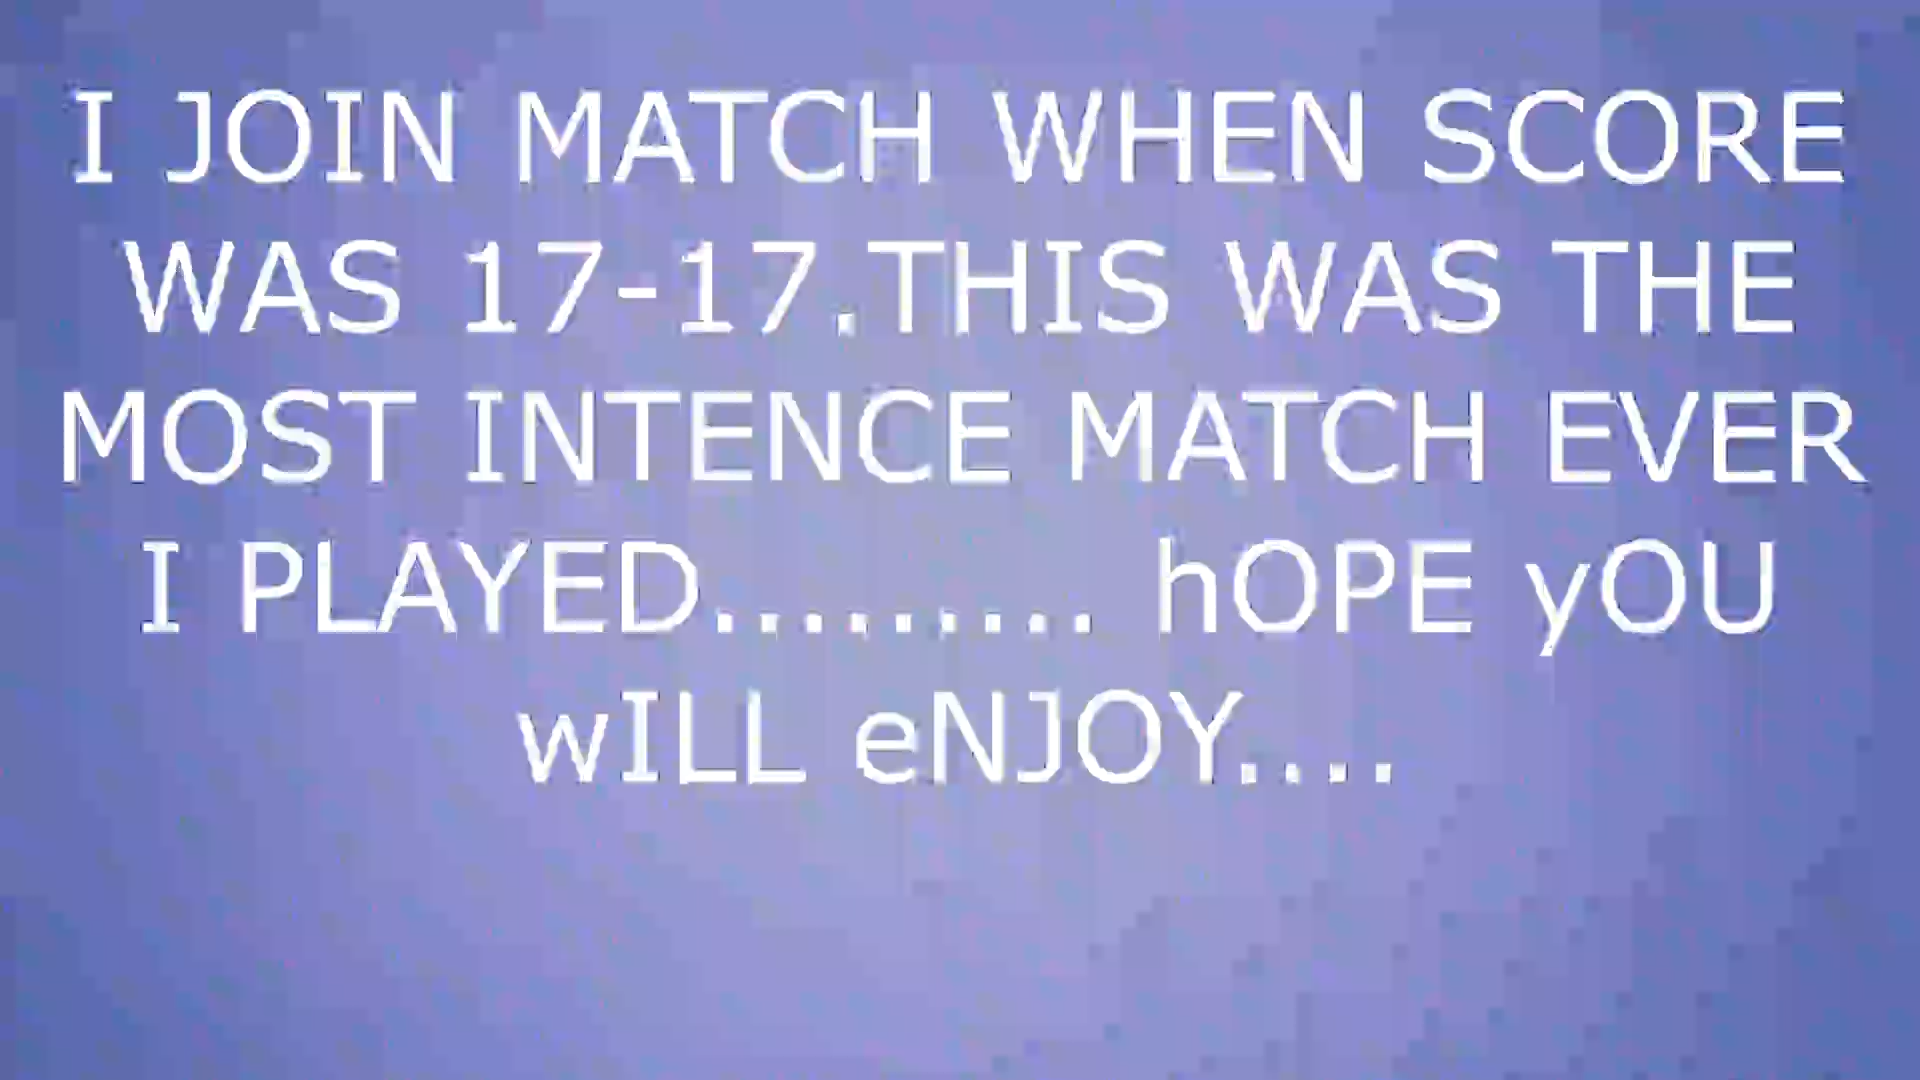 I JOIN MATCH WHEN SCORE
WAS 17-17.THIS WAS THE
MOST INTENCE MATCH EVER
I PLAYED......... hOPE yOU
wILL eNJOY....